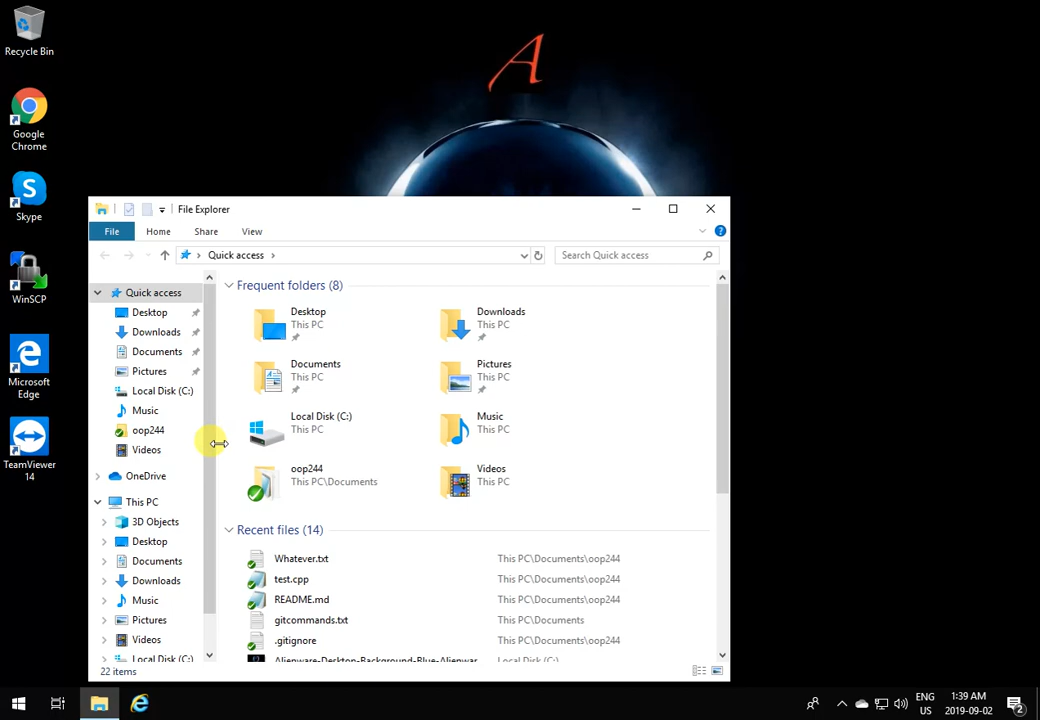 Recycle Bin
Google
Chrome
Skype
WinSCP
Microsoft
Edge
TeamViewer
14
A
File Explorer
File
Home
Share
View
Quick access
Search Quick access
Quick access
Desktop
Downloads
Documents
Pictures
Local Disk (C:)
Music
oop244
Videos
OneDrive
This PC
3D Objects
Desktop
Documents
Downloads
Music
Pictures
Videos
Local Disk (C:)
Frequent folders (8)
Desktop
This PC
Downloads
This PC
Documents
This PC
Pictures
This PC
Local Disk (C:)
This PC
Music
This PC
oop244
This PC\Documents
Videos
This PC
Recent files (14)
Whatever.txt This PC\Documents\oop244
test.cpp This PC\Documents\oop244
README.md This PC\Documents\oop244
gitcommands.txt This PC\Documents
.gitignore This PC\Documents\oop244
Alienware-Desktop-Background-Blue-Alienwar... Local Disk (C:)
22 items
ENG
US
1:39 AM
2019-09-02
2